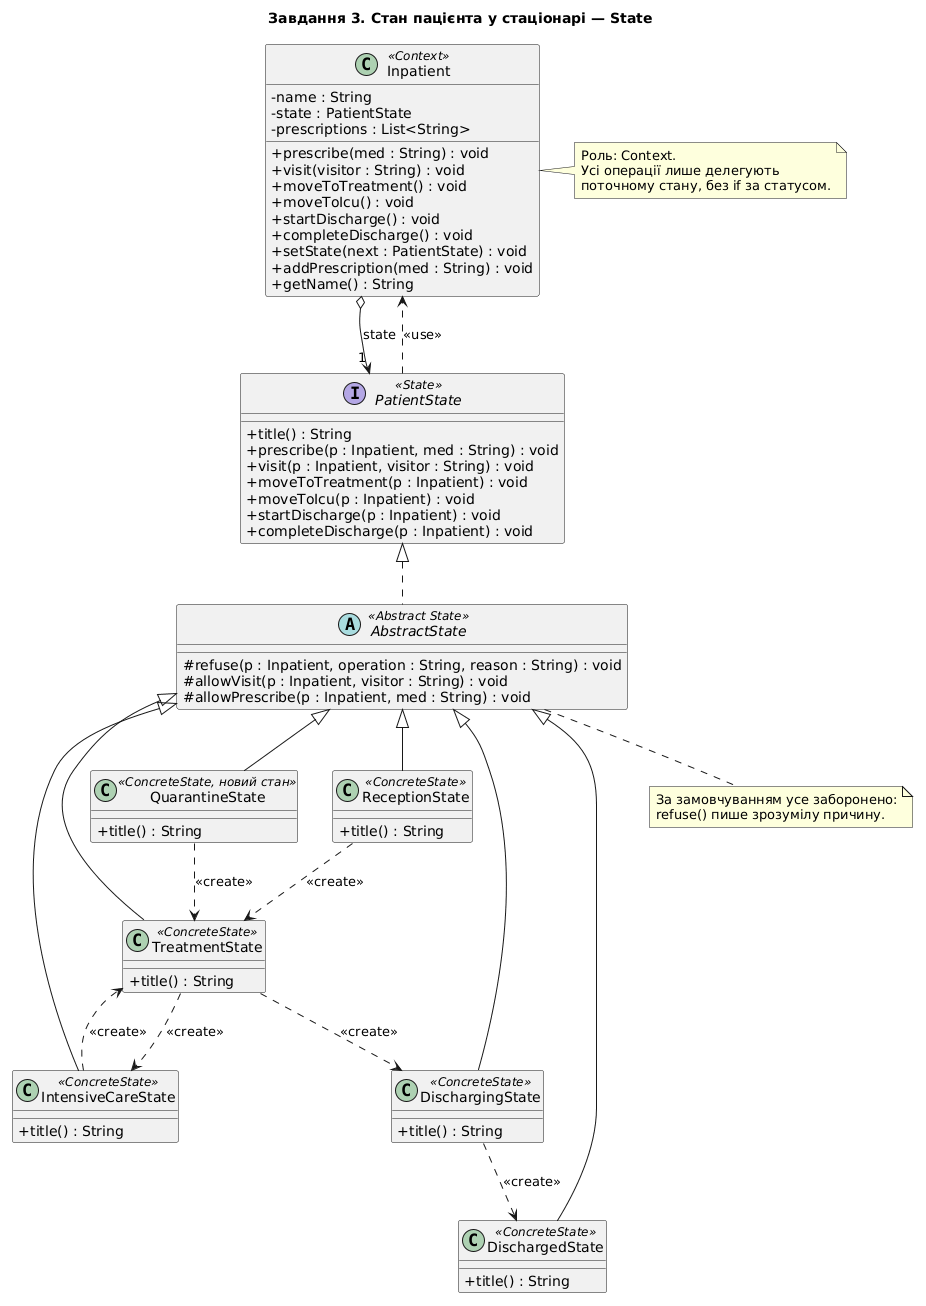 Завдання 3. Стан пацієнта у стаціонарі — State
C
«Context»
Inpatient
-name : String
-state : PatientState
-prescriptions : List<String>
+prescribe(med : String) : void
+visit(visitor : String) : void
+moveToTreatment() : void
+moveToIcu() : void
+startDischarge() : void
+completeDischarge() : void
+setState(next : PatientState) : void
+addPrescription(med : String) : void
+getName() : String
Роль: Context.
Усі операції лише делегують
поточному стану, без if за статусом.
state
«use»
1
I
«State»
PatientState
+title() : String
+prescribe(p : Inpatient, med : String) : void
+visit(p : Inpatient, visitor : String) : void
+moveToTreatment(p : Inpatient) : void
+moveToIcu(p : Inpatient) : void
+startDischarge(p : Inpatient) : void
+completeDischarge(p : Inpatient) : void
A
«Abstract State»
AbstractState
#refuse(p : Inpatient, operation : String, reason : String) : void
#allowVisit(p : Inpatient, visitor : String) : void
#allowPrescribe(p : Inpatient, med : String) : void
За замовчуванням усе заборонено:
refuse() пише зрозумілу причину.
C
«ConcreteState, новий стан»
QuarantineState
+title() : String
C
«ConcreteState»
ReceptionState
+title() : String
«create»
«create»
C
«ConcreteState»
TreatmentState
+title() : String
«create»
«create»
«create»
C
«ConcreteState»
IntensiveCareState
+title() : String
C
«ConcreteState»
DischargingState
+title() : String
«create»
C
«ConcreteState»
DischargedState
+title() : String